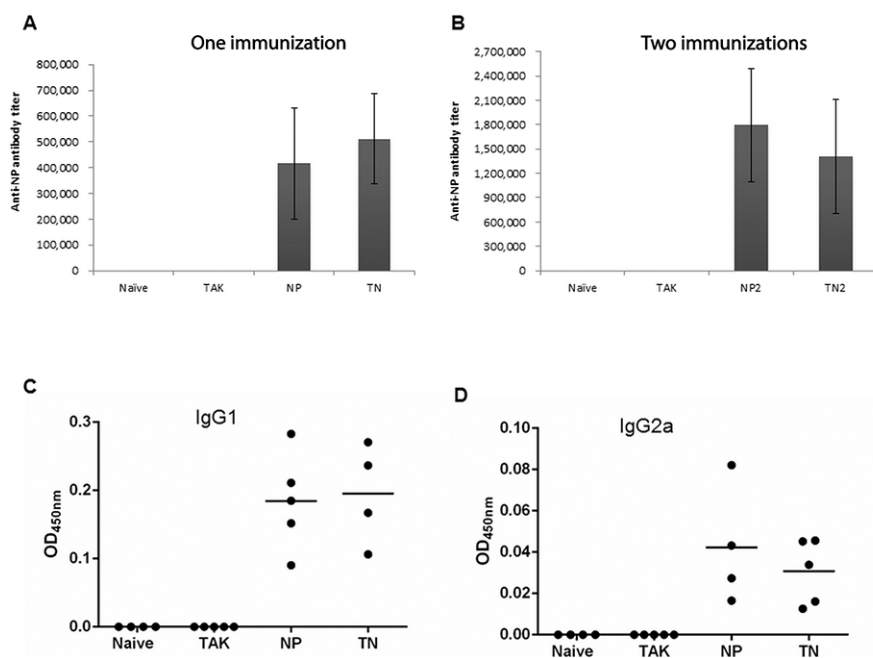 A
One immunization
Anti-NP antibody titer
800,000
700,000
600,000
500,000
400,000
300,000
200,000
100,000
0
Naïve TAK NP TN
B
Two immunizations
Anti-NP antibody titer
2,700,000
2,400,000
2,100,000
1,800,000
1,500,000
1,200,000
900,000
600,000
300,000
0
Naïve TAK NP2 TN2
C
IgG1
OD450nm
0.3
0.2
0.1
0.0
Naive TAK NP TN
D
IgG2a
OD450nm
0.10
0.08
0.06
0.04
0.02
0.00
Naive TAK NP TN